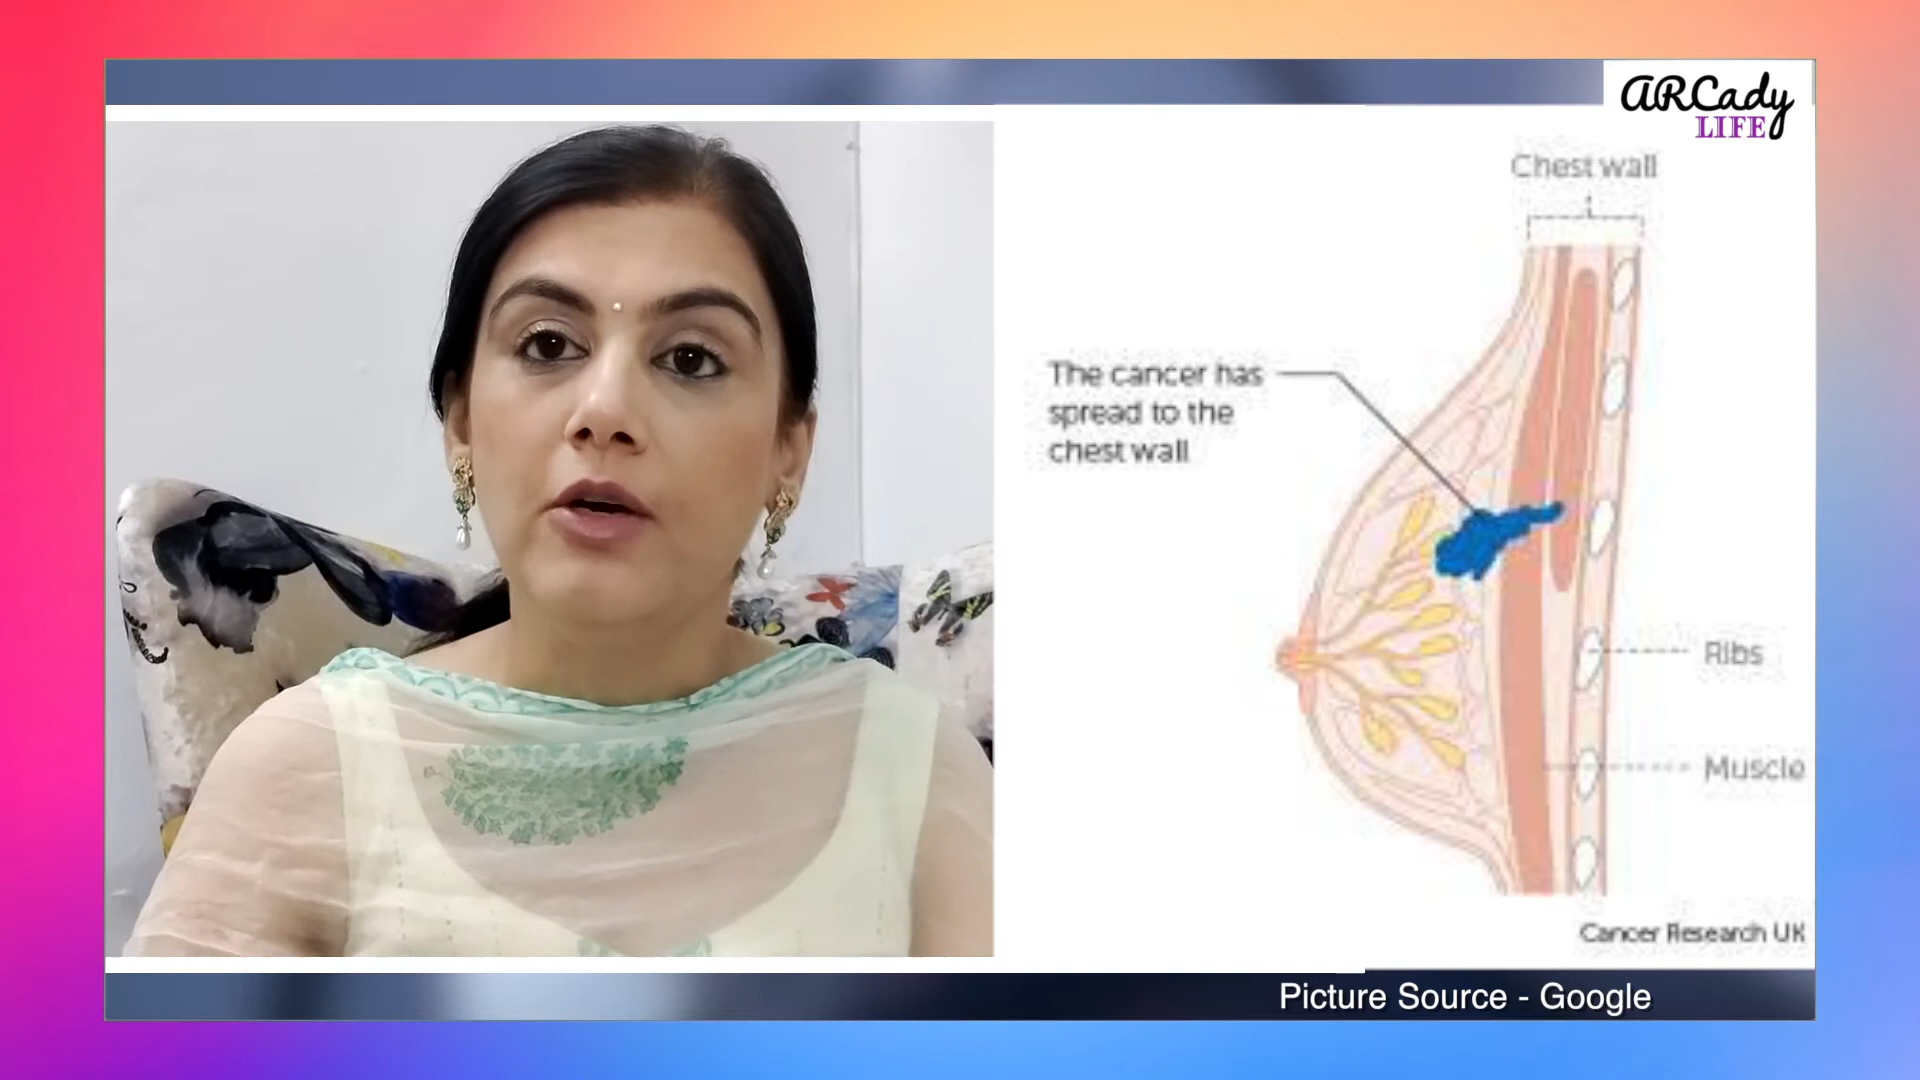 ARCady
LIFE
Chest wall
The cancer has
spread to the
chest wall
Ribs
Muscle
Cancer Research UK
Picture Source - Google